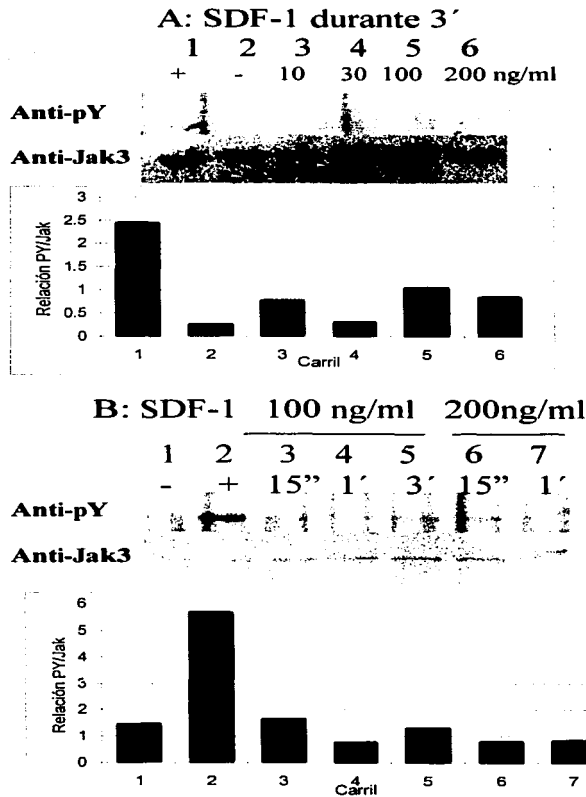 A: SDF-1 durante 3´
1 2 3 4 5 6
+ - 10 30 100 200 ng/ml
Anti-pY
Anti-Jak3
Relación PY/Jak
3
2.5
2
1.5
1
0.5
0
1 2 3 4 5 6
Carril
B: SDF-1 100 ng/ml 200ng/ml
1 2 3 4 5 6 7
- + 15” 1´ 3´ 15” 1´
Anti-pY
Anti-Jak3
Relación PY/Jak
6
5
4
3
2
1
0
1 2 3 4 5 6 7
Carril